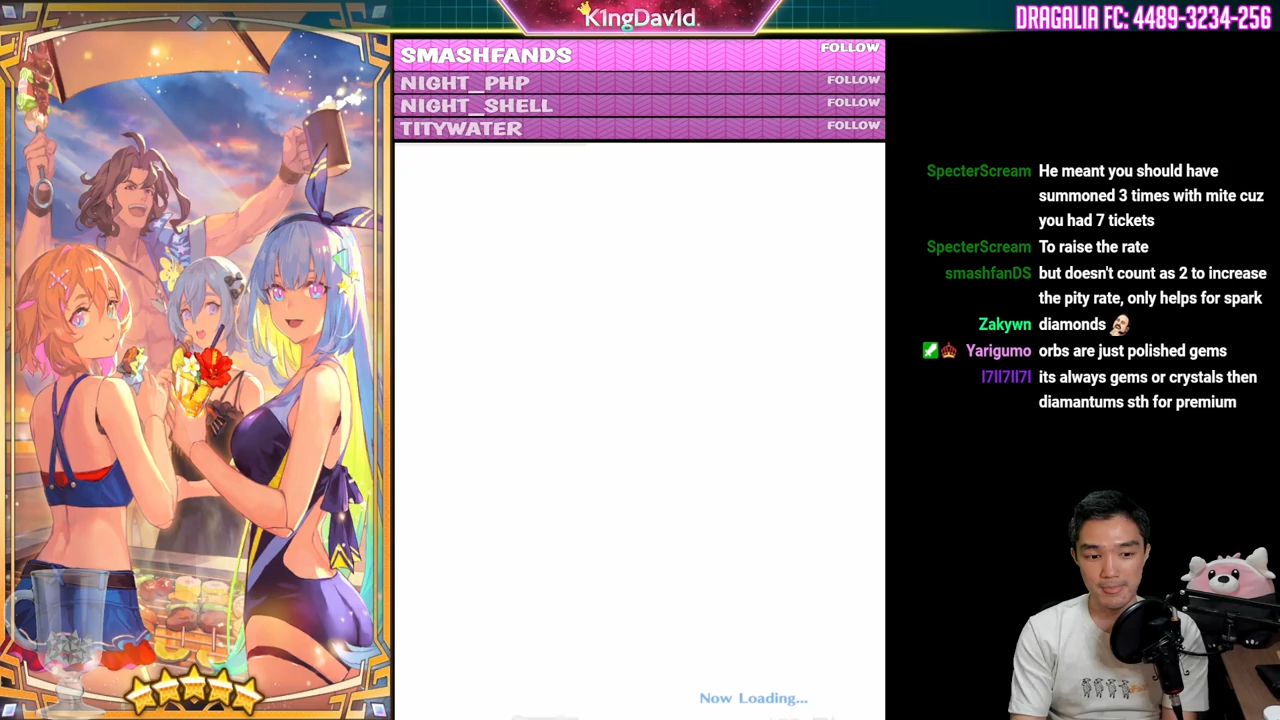 K1ngDav1d.
DRAGALIA FC: 4489-3234-256
SMASHFANDS FOLLOW
NIGHT_PHP FOLLOW
NIGHT_SHELL FOLLOW
TITYWATER FOLLOW
SpecterScream He meant you should have
summoned 3 times with mite cuz
you had 7 tickets
SpecterScream To raise the rate
smashfanDS but doesn't count as 2 to increase
the pity rate, only helps for spark
Zakywn diamonds
Yarigumo orbs are just polished gems
its always gems or crystals then
diamantums sth for premium
Now Loading...